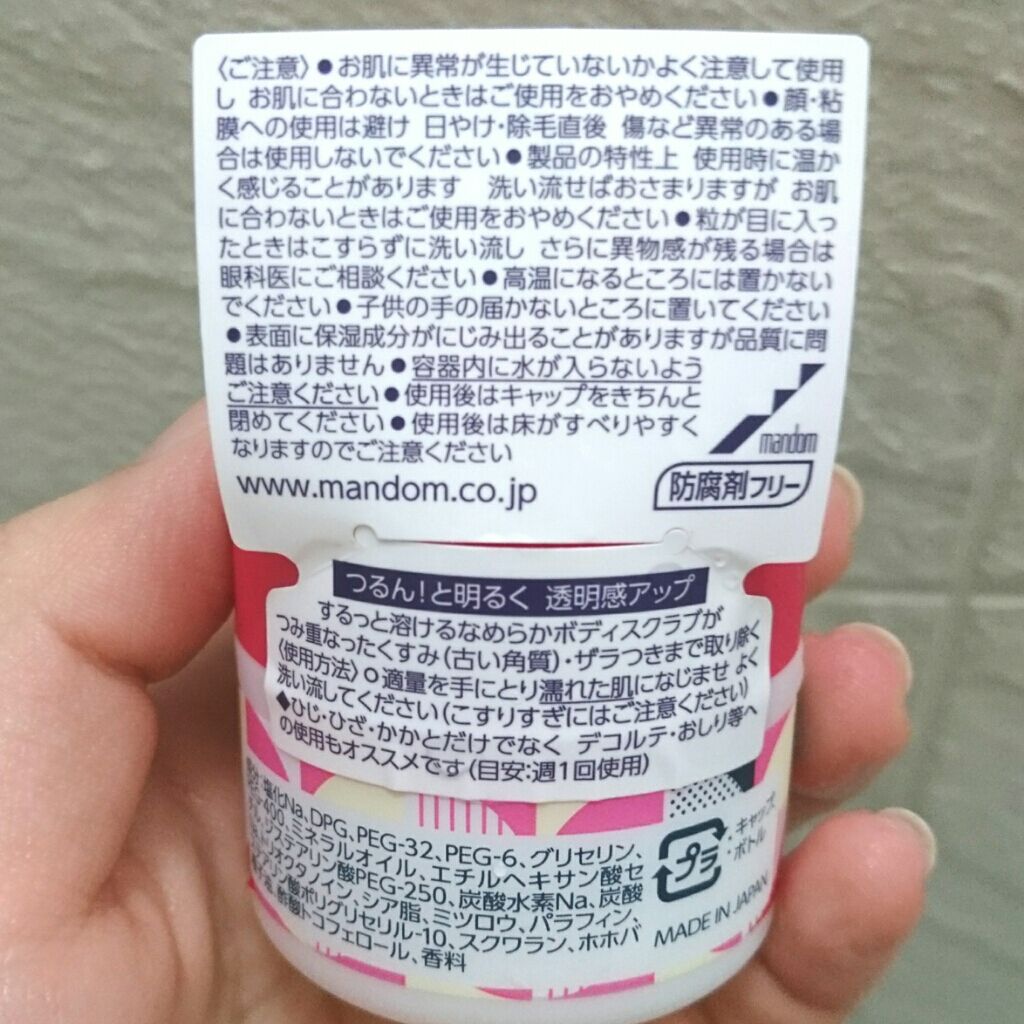 〈ご注意〉●お肌に異常が生じていないかよく注意して使用
し お肌に合わないときはご使用をおやめください●顔・粘
膜への使用は避け 日やけ・除毛直後 傷など異常のある場
合は使用しないでください●製品の特性上 使用時に温か
く感じることがあります 洗い流せばおさまりますが お肌
に合わないときはご使用をおやめください●粒が目に入っ
たときはこすらずに洗い流し さらに異物感が残る場合は
眼科医にご相談ください●高温になるところには置かない
でください●子供の手の届かないところに置いてください
●表面に保湿成分がにじみ出ることがありますが品質に問
題はありません●容器内に水が入らないよう
ご注意ください●使用後はキャップをきちんと
閉めてください●使用後は床がすべりやすく
なりますのでご注意ください
mandom
www.mandom.co.jp
防腐剤フリー
つるん!と明るく 透明感アップ
するっと溶けるなめらかボディスクラブが
つみ重なったくすみ(古い角質)・ザラつきまで取り除く
〈使用方法〉○適量を手にとり濡れた肌になじませ よく
洗い流してください(こすりすぎにはご注意ください)
◆ひじ・ひざ・かかとだけでなく デコルテ・おしり等へ
の使用もオススメです(目安:週1回使用)
塩化Na、DPG、PEG-32、PEG-6、グリセリン、
-400、ミネラルオイル、エチルヘキサン酸セ
ジステアリン酸PEG-250、炭酸水素Na、炭酸
トリオクタノイン、シア脂、ミツロウ、パラフィン、
リン酸ポリグリセリル-10、スクワラン、ホホバ
酢酸トコフェロール、香料
プラ
・キャップ
・ボトル
MADE IN JAPAN